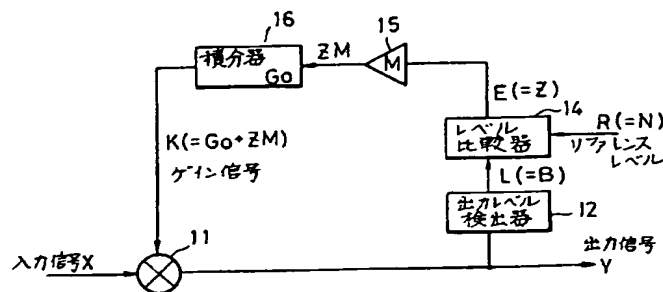 16
積分器
Go
ZM
15
M
E(=Z)
14
レベル
比較器
R(=N)
リファレンス
レベル
K(=Go+ZM)
ゲイン信号
L(=B)
出力レベル
検出器
12
11
入力信号X
出力信号
Y